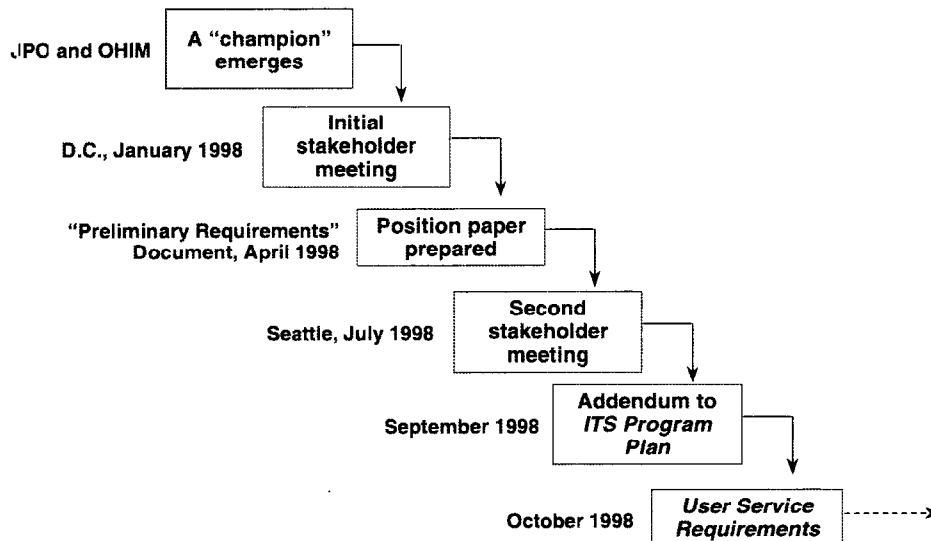 JPO and OHIM
A “champion”
emerges
D.C., January 1998
Initial
stakeholder
meeting
“Preliminary Requirements”
Document, April 1998
Position paper
prepared
Seattle, July 1998
Second
stakeholder
meeting
September 1998
Addendum to
ITS Program
Plan
October 1998
User Service
Requirements